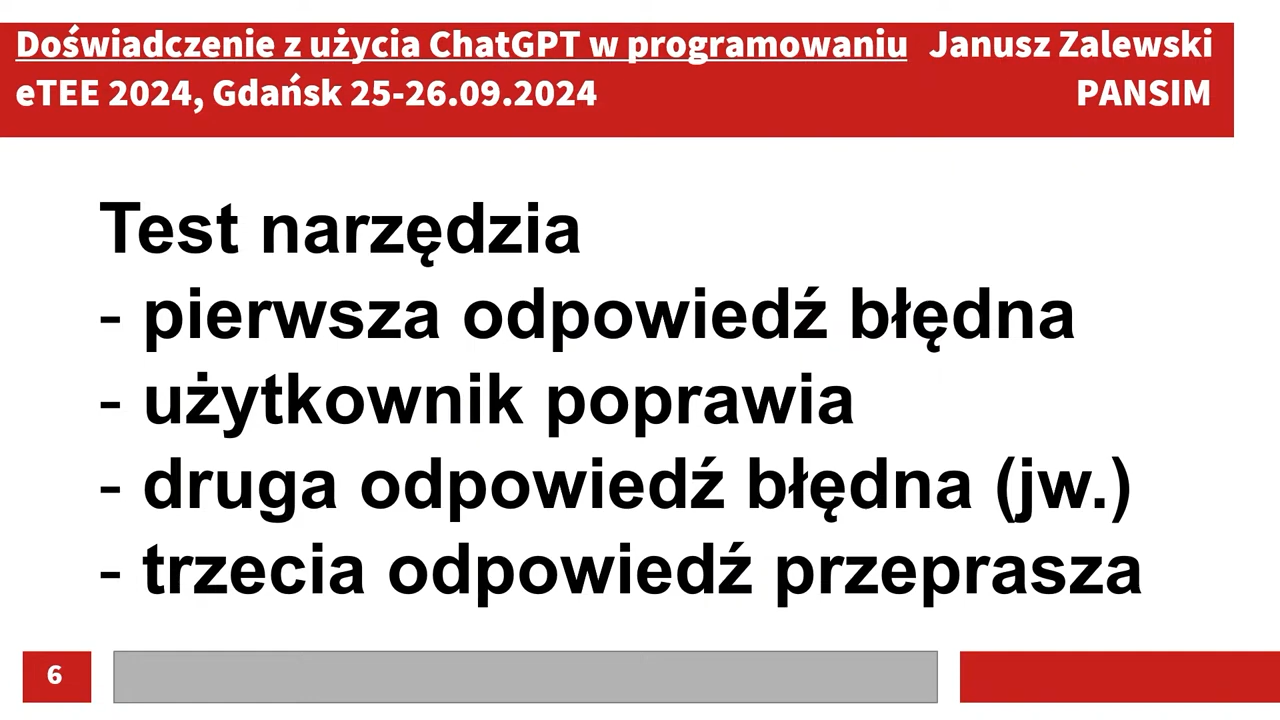 Doświadczenie z użycia ChatGPT w programowaniu Janusz Zalewski
eTEE 2024, Gdańsk 25-26.09.2024 PANSIM
Test narzędzia
- pierwsza odpowiedź błędna
- użytkownik poprawia
- druga odpowiedź błędna (jw.)
- trzecia odpowiedź przeprasza
6